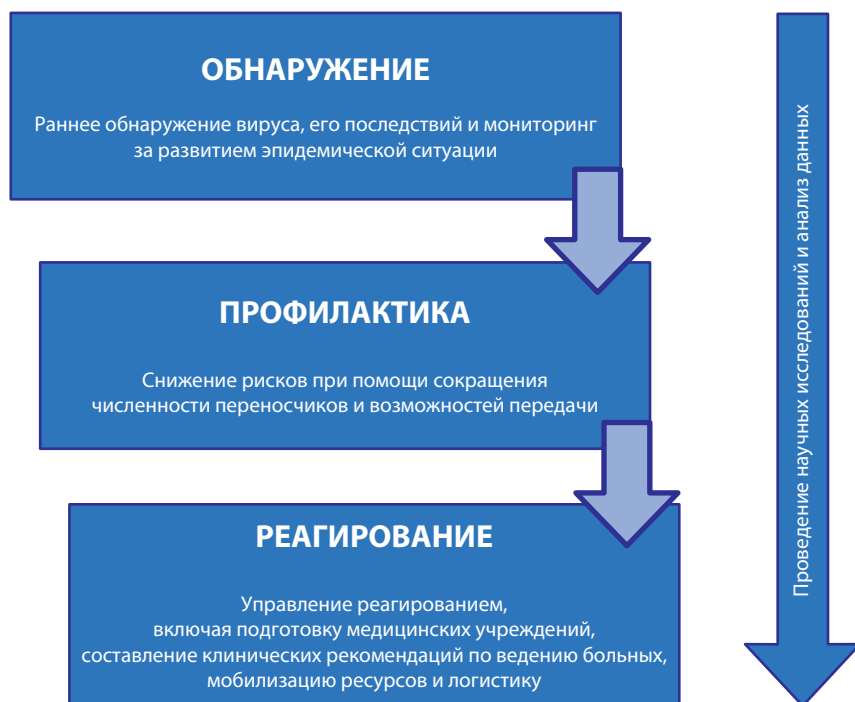 ОБНАРУЖЕНИЕ
Раннее обнаружение вируса, его последствий и мониторинг
за развитием эпидемической ситуации
ПРОФИЛАКТИКА
Снижение рисков при помощи сокращения
численности переносчиков и возможностей передачи
РЕАГИРОВАНИЕ
Управление реагированием,
включая подготовку медицинских учреждений,
составление клинических рекомендаций по ведению больных,
мобилизацию ресурсов и логистику
Проведение научных исследований и анализ данных